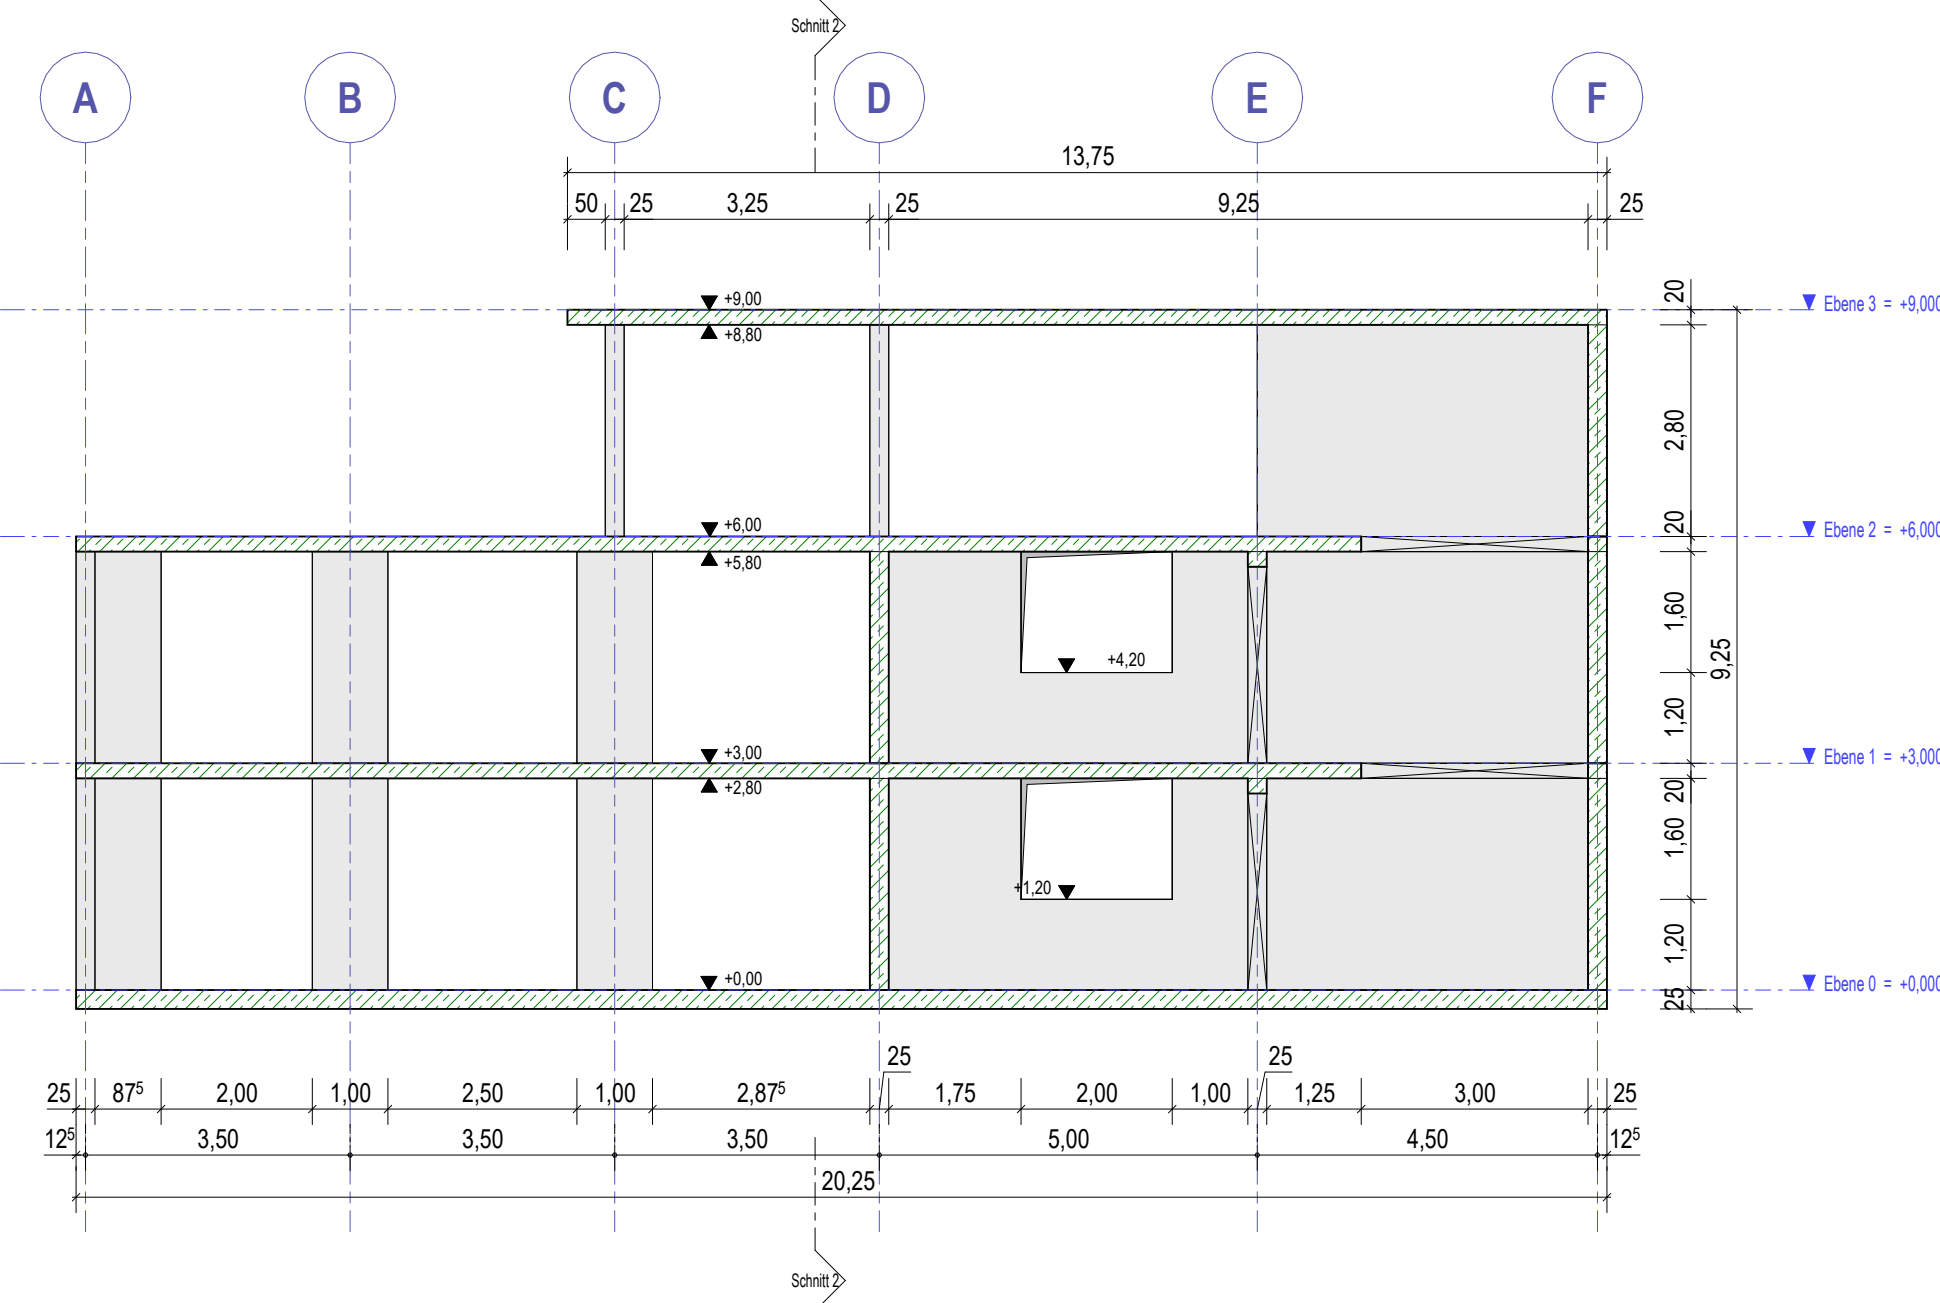 Schnitt 2
A B C D E F
13,75
50 25 3,25 25 9,25 25
+9,00
20
Ebene 3 = +9,000
+8,80
2,80
+6,00
20
Ebene 2 = +6,000
+5,80
1,60
9,25
+4,20
1,20
+3,00
Ebene 1 = +3,000
+2,80
20
1,60
+1,20
1,20
+0,00
Ebene 0 = +0,000
25
25 25
25 87⁵ 2,00 1,00 2,50 1,00 2,87⁵ 1,75 2,00 1,00 1,25 3,00 25
12⁵ 3,50 3,50 3,50 5,00 4,50 12⁵
20,25
Schnitt 2